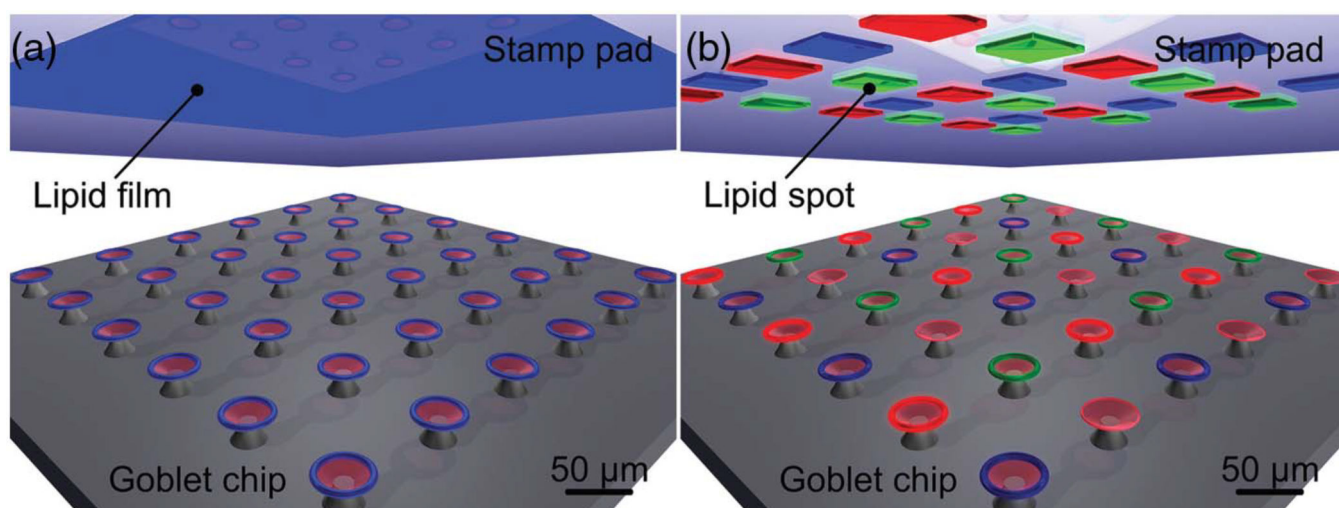 (a)
Stamp pad
Lipid film
Goblet chip
50 µm
(b)
Stamp pad
Lipid spot
Goblet chip
50 µm